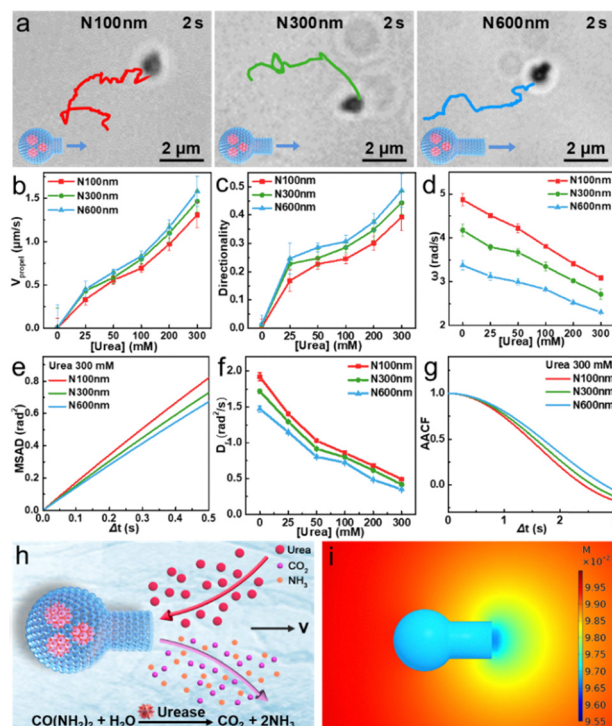 a
N100nm 2 s
N300nm 2 s
N600nm 2 s
2 μm
2 μm
2 μm
b
N100nm
N300nm
N600nm
Vpropel (μm/s)
1.5
1.0
0.5
0.0
0 25 50 100 200 300
[Urea] (mM)
c
N100nm
N300nm
N600nm
Directionality
0.4
0.3
0.2
0.1
0.0
0 25 50 100 200 300
[Urea] (mM)
d
N100nm
N300nm
N600nm
ω (rad/s)
5
4
3
2
0 25 50 100 200 300
[Urea] (mM)
e
Urea 300 mM
N100nm
N300nm
N600nm
MSAD (rad²)
0.8
0.6
0.4
0.2
0.0
0.0 0.1 0.2 0.3 0.4 0.5
Δt (s)
f
N100nm
N300nm
N600nm
Dr (rad²/s)
2.0
1.5
1.0
0.5
0.0
0 25 50 100 200 300
[Urea] (mM)
g
Urea 300 mM
N100nm
N300nm
N600nm
AACF
1.0
0.5
0.0
0 1 2
Δt (s)
h
Urea
CO₂
NH₃
V
Urease
CO(NH₂)₂ + H₂O CO₂ + 2NH₃
i
M
×10⁻²
9.95
9.90
9.85
9.80
9.75
9.70
9.65
9.60
9.55
9.50